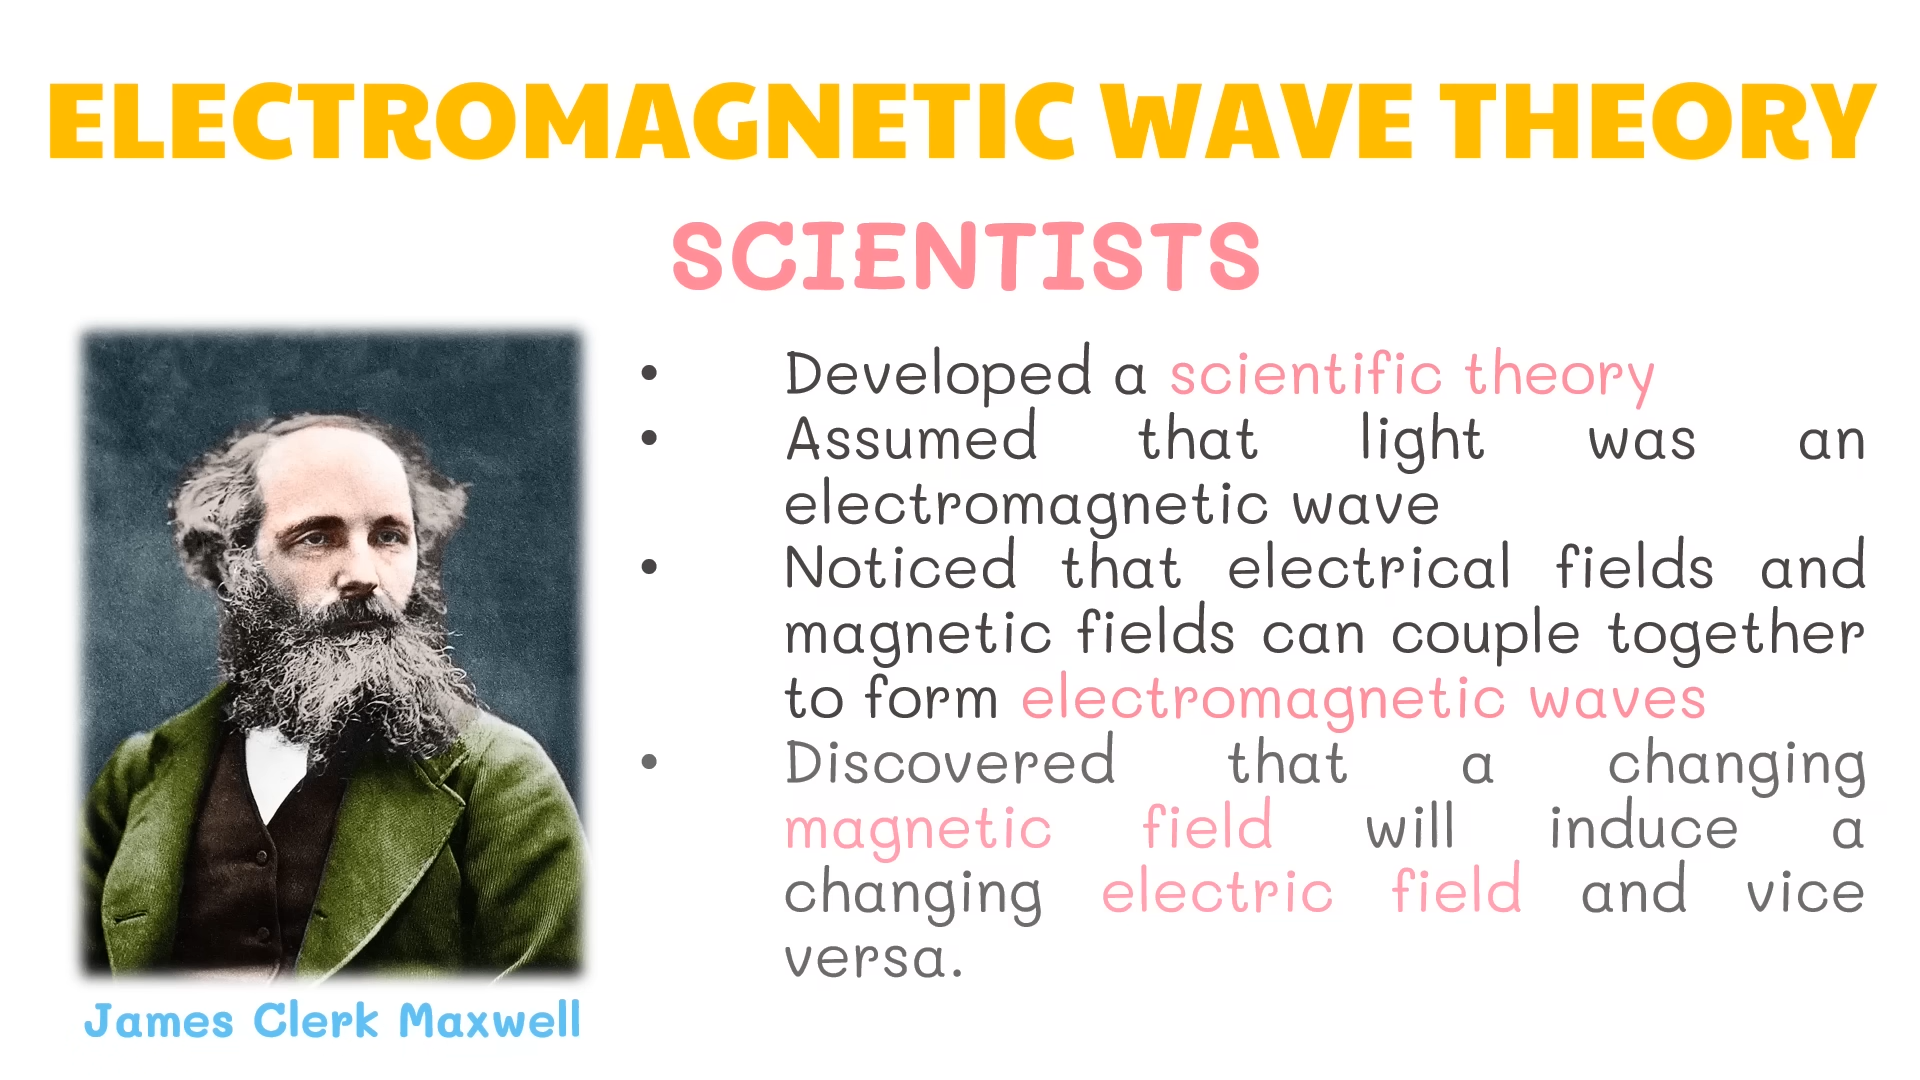 ELECTROMAGNETIC WAVE THEORY
SCIENTISTS
• Developed a scientific theory
• Assumed that light was an
electromagnetic wave
• Noticed that electrical fields and
magnetic fields can couple together
to form electromagnetic waves
• Discovered that a changing
magnetic field will induce a
changing electric field and vice
versa.
James Clerk Maxwell